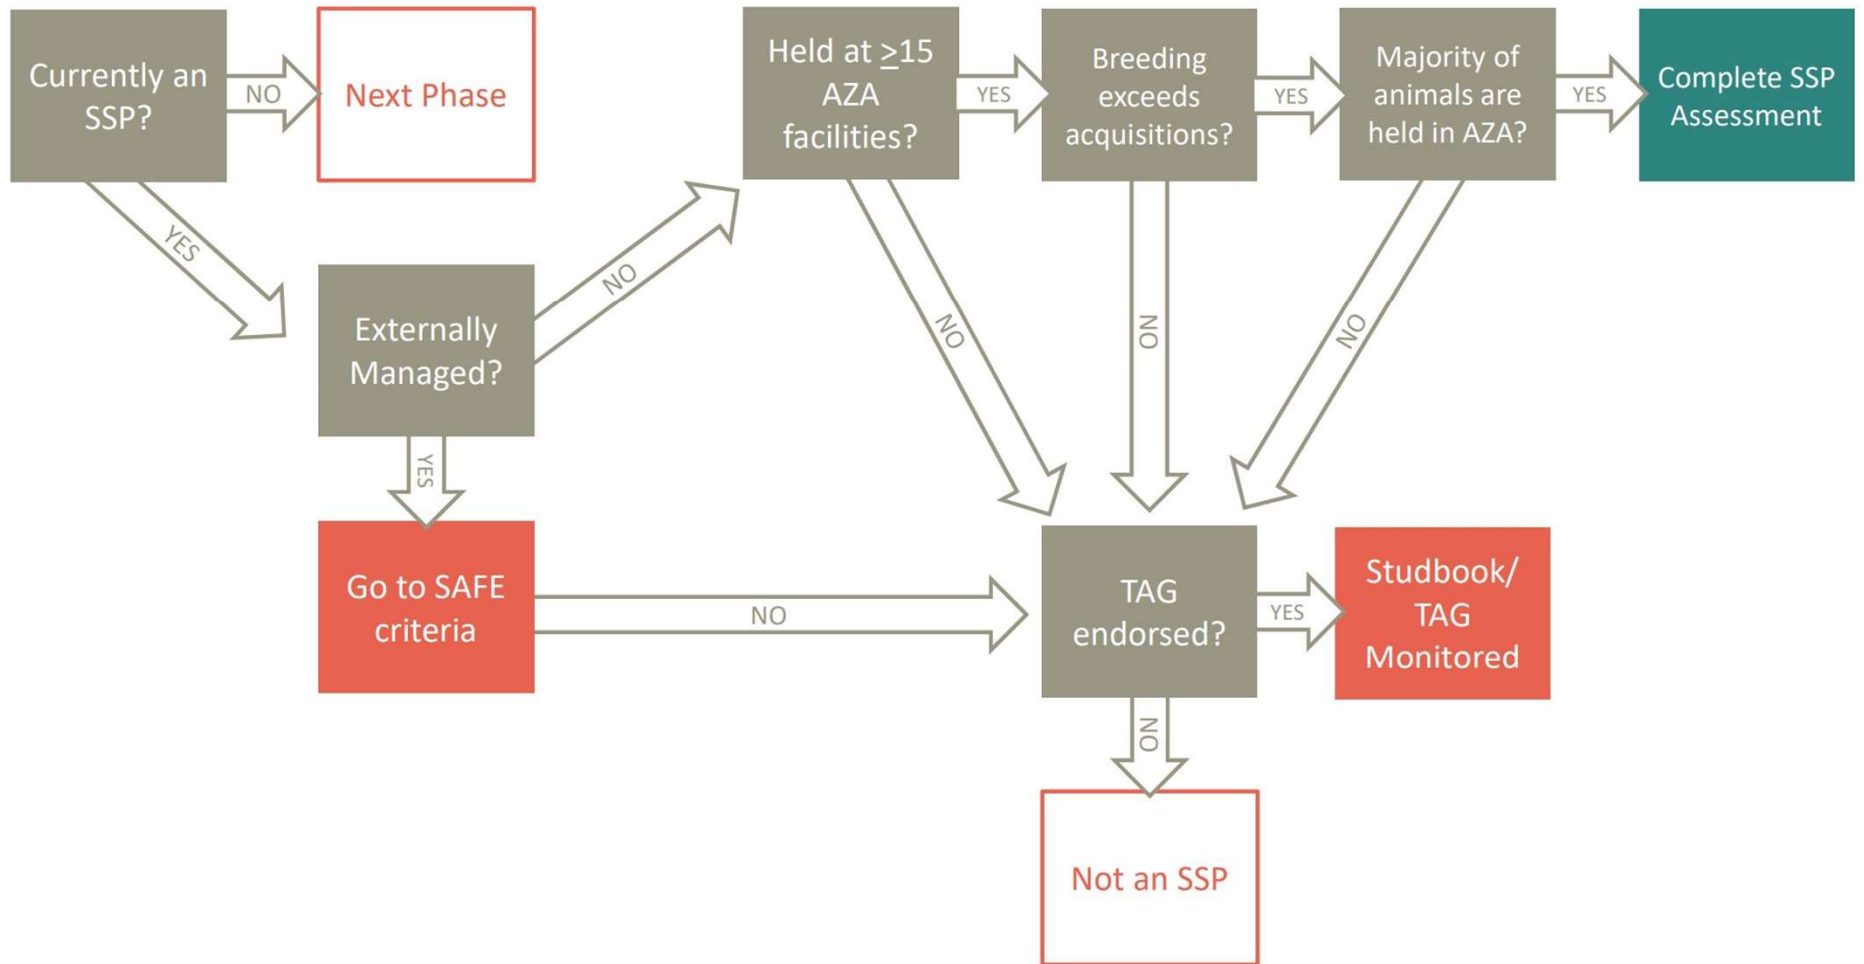 Currently an
SSP?
NO
Next Phase
YES
Externally
Managed?
NO
YES
Go to SAFE
criteria
NO
Held at ≥15
AZA
facilities?
YES
Breeding
exceeds
acquisitions?
YES
Majority of
animals are
held in AZA?
YES
Complete SSP
Assessment
NO
NO
NO
TAG
endorsed?
YES
Studbook/
TAG
Monitored
NO
Not an SSP